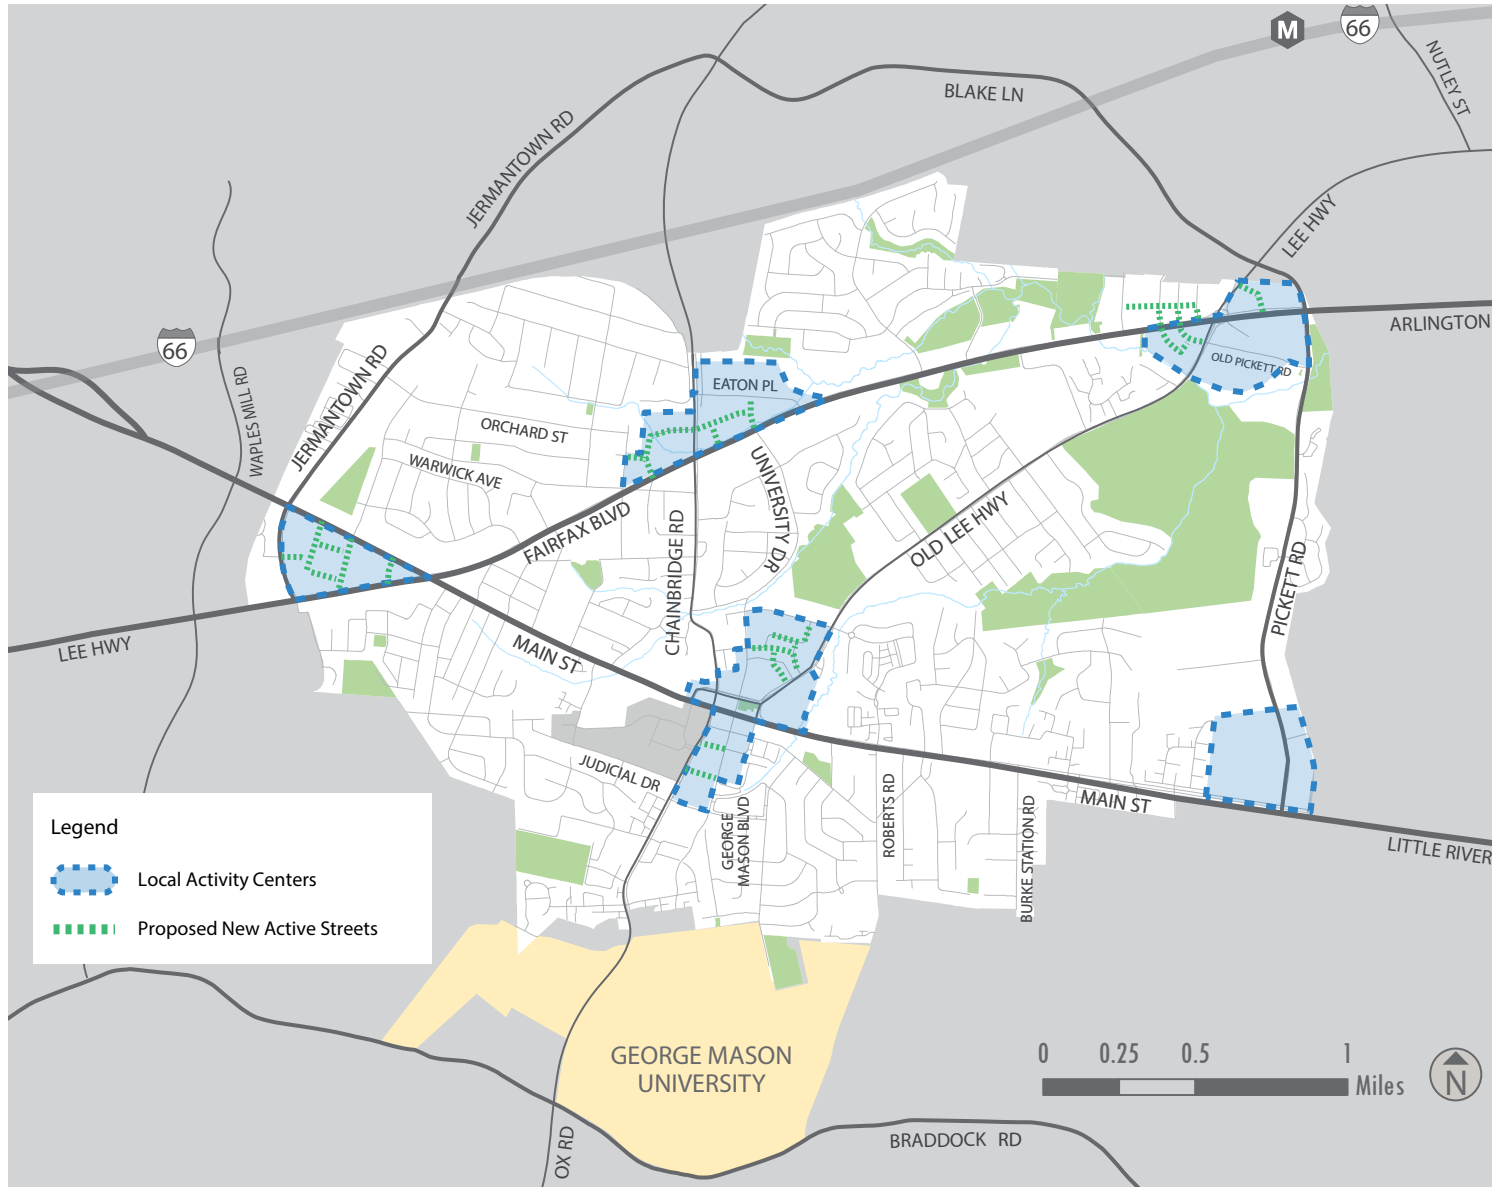 M
66
NUTLEY ST
BLAKE LN
JERMANTOWN RD
LEE HWY
ARLINGTON
66
WAPLES MILL RD
JERMANTOWN RD
EATON PL
OLD PICKETT RD
ORCHARD ST
WARWICK AVE
UNIVERSITY DR
FAIRFAX BLVD
CHAINBRIDGE RD
OLD LEE HWY
PICKETT RD
LEE HWY
MAIN ST
JUDICIAL DR
GEORGE
MASON BLVD
ROBERTS RD
BURKE STATION RD
MAIN ST
LITTLE RIVER
Legend
Local Activity Centers
Proposed New Active Streets
GEORGE MASON
UNIVERSITY
0 0.25 0.5 1
Miles
N
OX RD
BRADDOCK RD